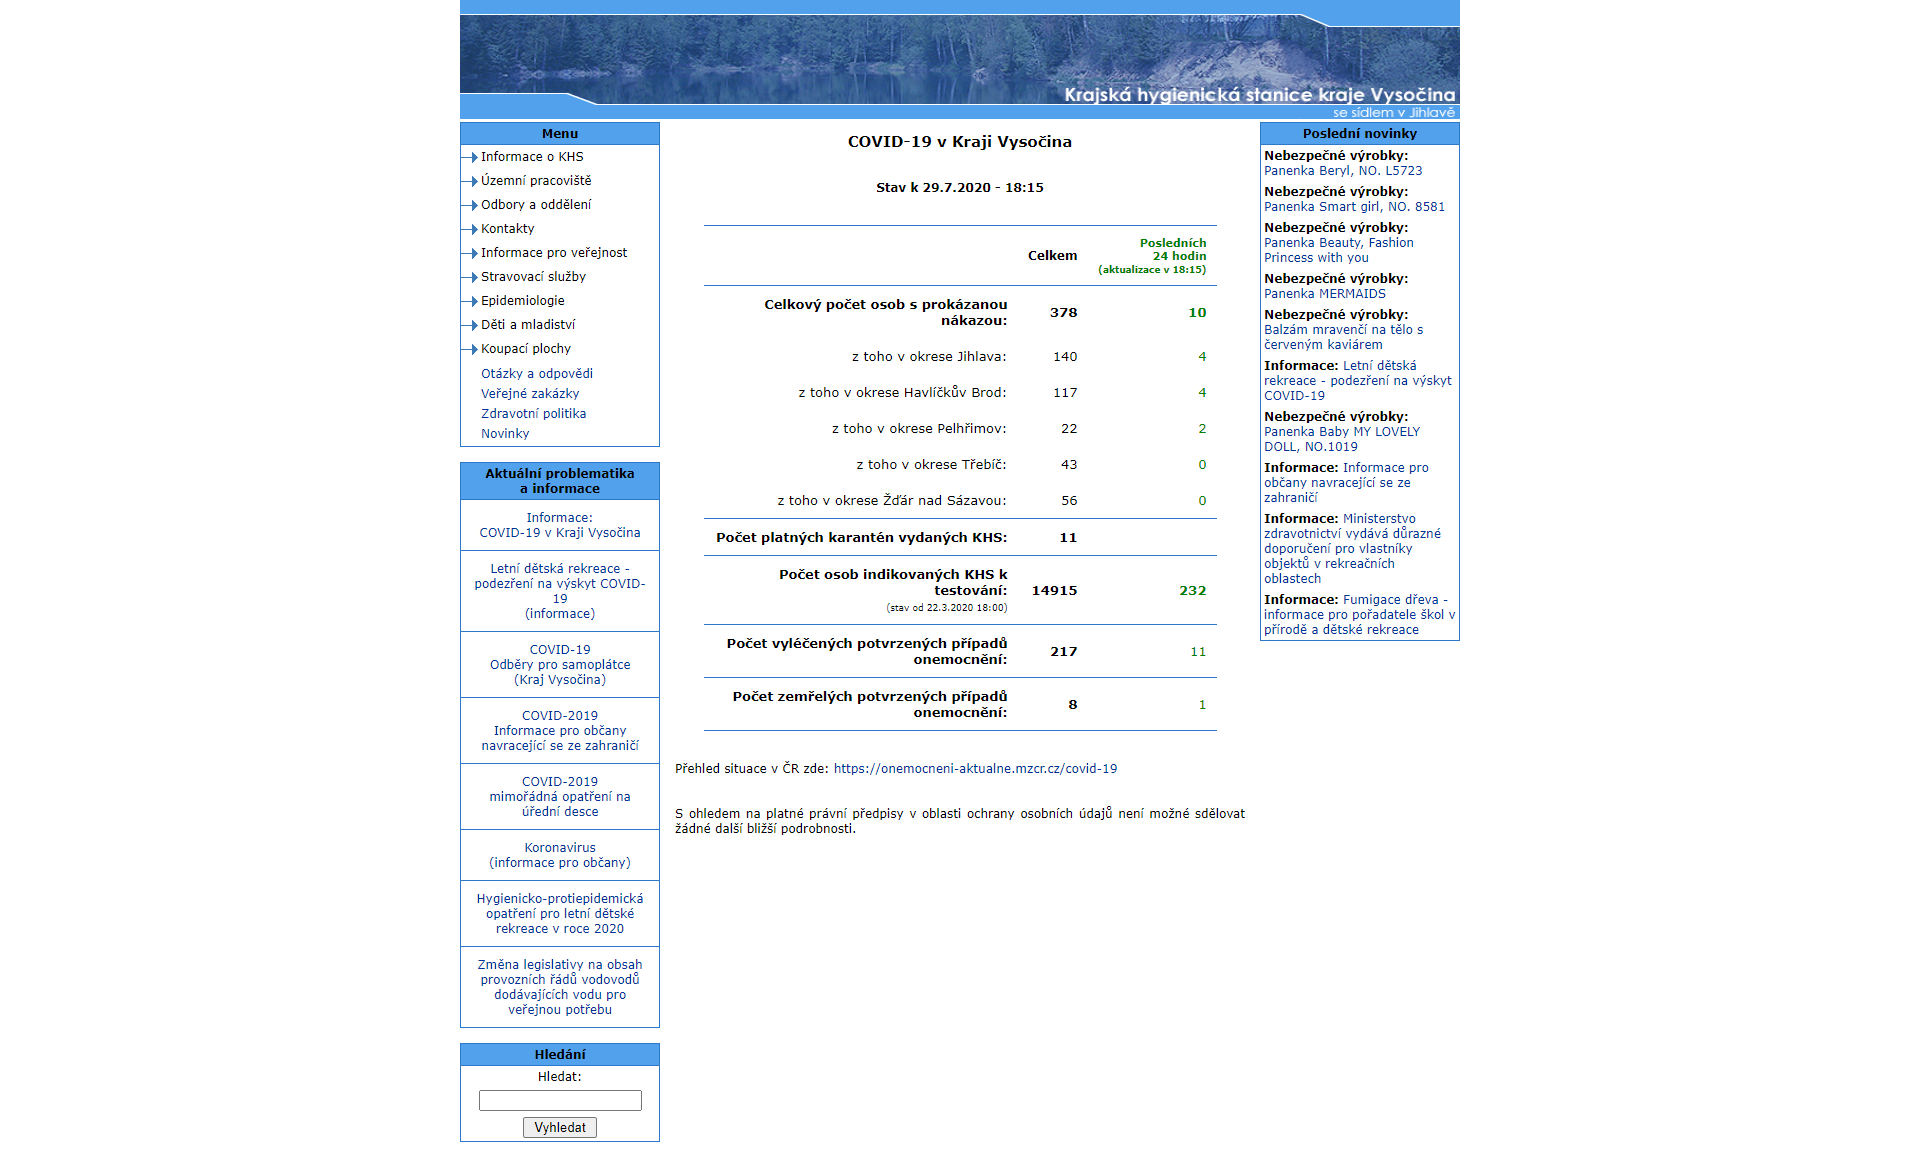 Krajská hygienická stanice kraje Vysočina
se sídlem v Jihlavě
Menu
Informace o KHS
Územní pracoviště
Odbory a oddělení
Kontakty
Informace pro veřejnost
Stravovací služby
Epidemiologie
Děti a mladiství
Koupací plochy
Otázky a odpovědi
Veřejné zakázky
Zdravotní politika
Novinky
Aktuální problematika
a informace
Informace:
COVID-19 v Kraji Vysočina
Letní dětská rekreace -
podezření na výskyt COVID-
19
(informace)
COVID-19
Odběry pro samoplátce
(Kraj Vysočina)
COVID-2019
Informace pro občany
navracející se ze zahraničí
COVID-2019
mimořádná opatření na
úřední desce
Koronavirus
(informace pro občany)
Hygienicko-protiepidemická
opatření pro letní dětské
rekreace v roce 2020
Změna legislativy na obsah
provozních řádů vodovodů
dodávajících vodu pro
veřejnou potřebu
Hledání
Hledat:
Vyhledat
COVID-19 v Kraji Vysočina
Stav k 29.7.2020 - 18:15
Celkem
Posledních
24 hodin
(aktualizace v 18:15)
Celkový počet osob s prokázanou
nákazou: 378 10
z toho v okrese Jihlava: 140 4
z toho v okrese Havlíčkův Brod: 117 4
z toho v okrese Pelhřimov: 22 2
z toho v okrese Třebíč: 43 0
z toho v okrese Žďár nad Sázavou: 56 0
Počet platných karantén vydaných KHS: 11
Počet osob indikovaných KHS k
testování: 14915 232
(stav od 22.3.2020 18:00)
Počet vyléčených potvrzených případů
onemocnění: 217 11
Počet zemřelých potvrzených případů
onemocnění: 8 1
Přehled situace v ČR zde: https://onemocneni-aktualne.mzcr.cz/covid-19
S ohledem na platné právní předpisy v oblasti ochrany osobních údajů není možné sdělovat
žádné další bližší podrobnosti.
Poslední novinky
Nebezpečné výrobky:
Panenka Beryl, NO. L5723
Nebezpečné výrobky:
Panenka Smart girl, NO. 8581
Nebezpečné výrobky:
Panenka Beauty, Fashion
Princess with you
Nebezpečné výrobky:
Panenka MERMAIDS
Nebezpečné výrobky:
Balzám mravenčí na tělo s
červeným kaviárem
Informace: Letní dětská
rekreace - podezření na výskyt
COVID-19
Nebezpečné výrobky:
Panenka Baby MY LOVELY
DOLL, NO.1019
Informace: Informace pro
občany navracející se ze
zahraničí
Informace: Ministerstvo
zdravotnictví vydává důrazné
doporučení pro vlastníky
objektů v rekreačních
oblastech
Informace: Fumigace dřeva -
informace pro pořadatele škol v
přírodě a dětské rekreace